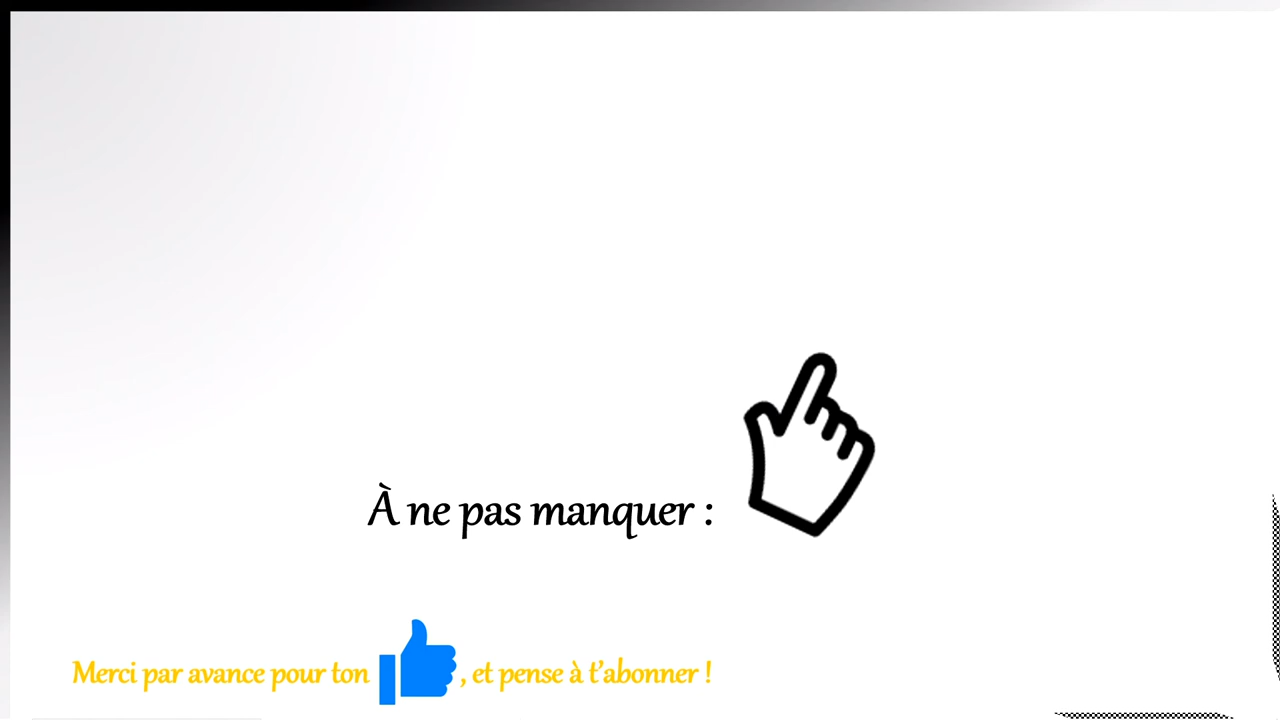 À ne pas manquer :
Merci par avance pour ton , et pense à t'abonner !